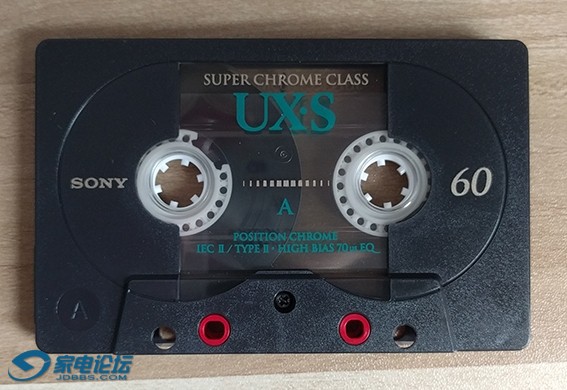 SUPER CHROME CLASS
UX·S
SONY
60
A
POSITION CHROME
IEC II / TYPE II · HIGH BIAS 70µs EQ
A
家电论坛
JDBBS.COM